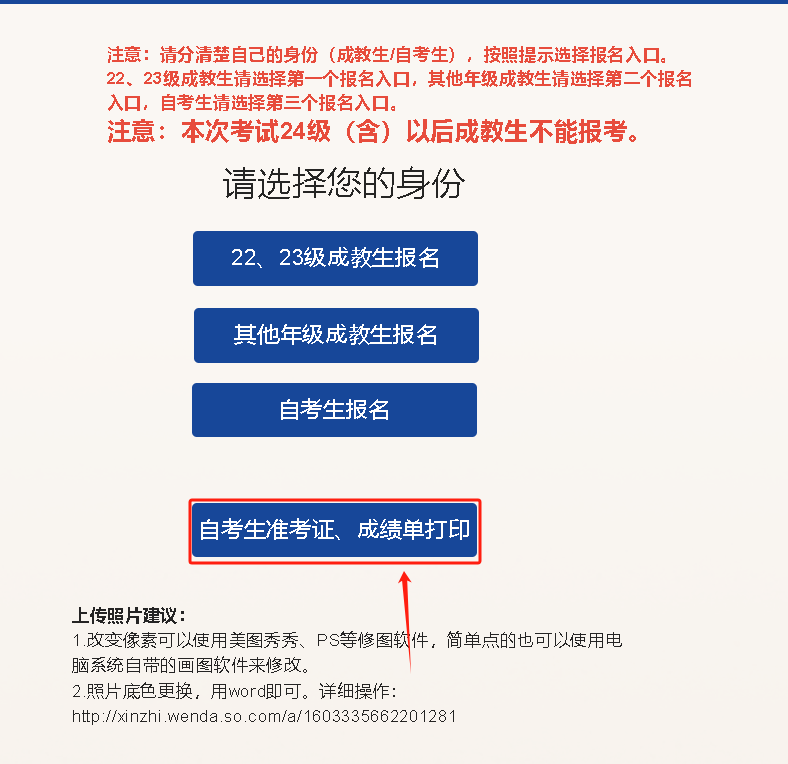 注意：请分清楚自己的身份（成教生/自考生），按照提示选择报名入口。
22、23级成教生请选择第一个报名入口，其他年级成教生请选择第二个报名
入口，自考生请选择第三个报名入口。
注意：本次考试24级（含）以后成教生不能报考。
请选择您的身份
22、23级成教生报名
其他年级成教生报名
自考生报名
自考生准考证、成绩单打印
上传照片建议：
1.改变像素可以使用美图秀秀、PS等修图软件，简单点的也可以使用电
脑系统自带的画图软件来修改。
2.照片底色更换，用word即可。详细操作：
http://xinzhi.wenda.so.com/a/1603335662201281